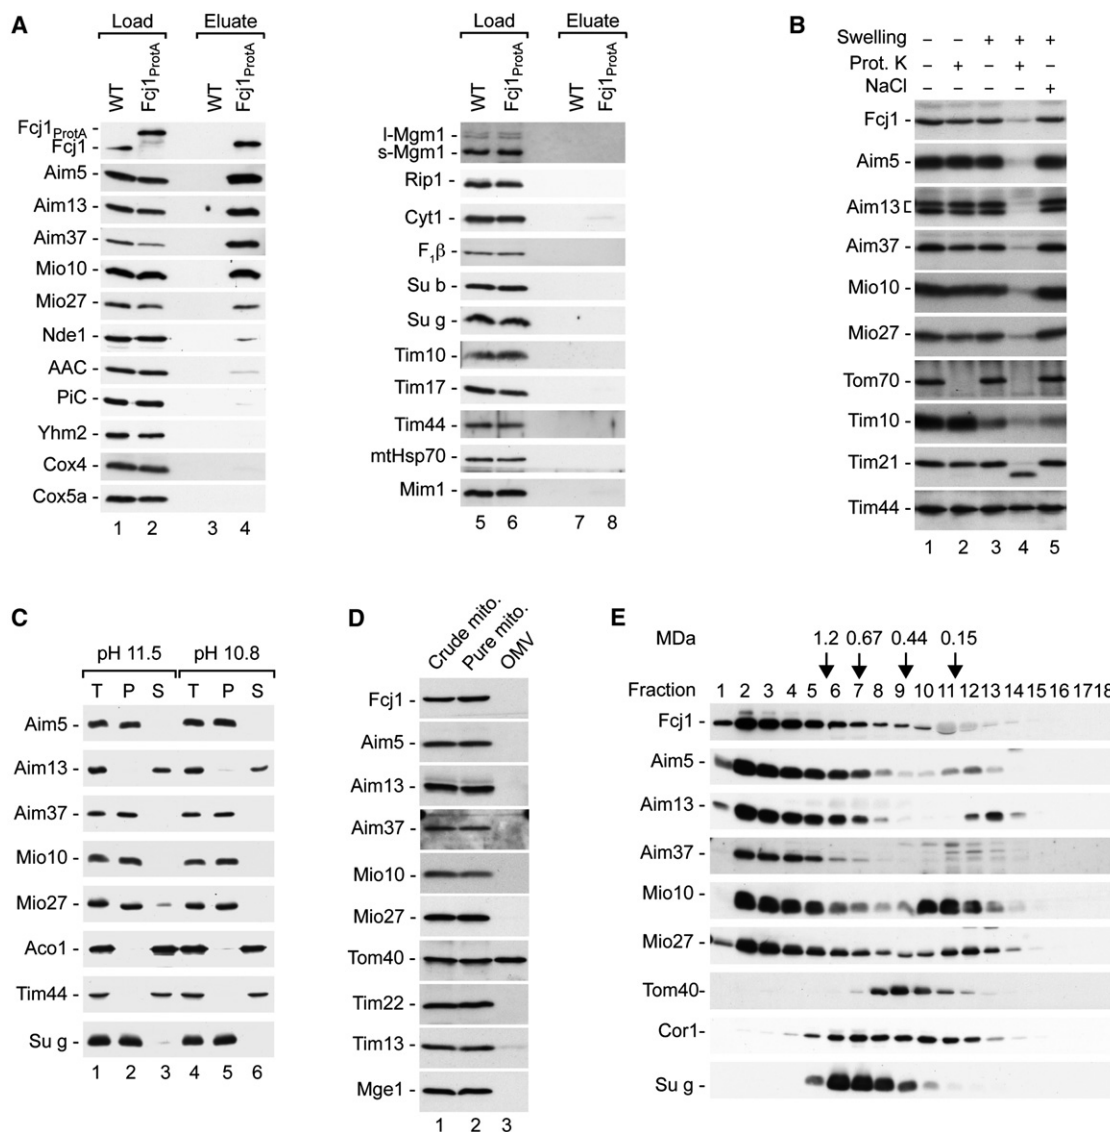 A
Load Eluate
WT Fcj1ProtA WT Fcj1ProtA
Fcj1ProtA -
Fcj1 -
Aim5 -
Aim13 -
Aim37 -
Mio10 -
Mio27 -
Nde1 -
AAC -
PiC -
Yhm2 -
Cox4 -
Cox5a -
1 2 3 4
Load Eluate
WT Fcj1ProtA WT Fcj1ProtA
l-Mgm1 -
s-Mgm1 -
Rip1 -
Cyt1 -
F1β -
Su b -
Su g -
Tim10 -
Tim17 -
Tim44 -
mtHsp70 -
Mim1 -
5 6 7 8
B
Swelling – – + + +
Prot. K – + – + –
NaCl – – – – +
Fcj1 -
Aim5 -
Aim13 [
Aim37 -
Mio10 -
Mio27 -
Tom70 -
Tim10 -
Tim21 -
Tim44 -
1 2 3 4 5
C
pH 11.5 pH 10.8
T P S T P S
Aim5 -
Aim13 -
Aim37 -
Mio10 -
Mio27 -
Aco1 -
Tim44 -
Su g -
1 2 3 4 5 6
D
Crude mito. Pure mito. OMV
Fcj1 -
Aim5 -
Aim13 -
Aim37 -
Mio10 -
Mio27 -
Tom40 -
Tim22 -
Tim13 -
Mge1 -
1 2 3
E
MDa 1.2 0.67 0.44 0.15
Fraction 1 2 3 4 5 6 7 8 9 10 11 12 13 14 15 16 17 18
Fcj1 -
Aim5 -
Aim13 -
Aim37 -
Mio10 -
Mio27 -
Tom40-
Cor1-
Su g -